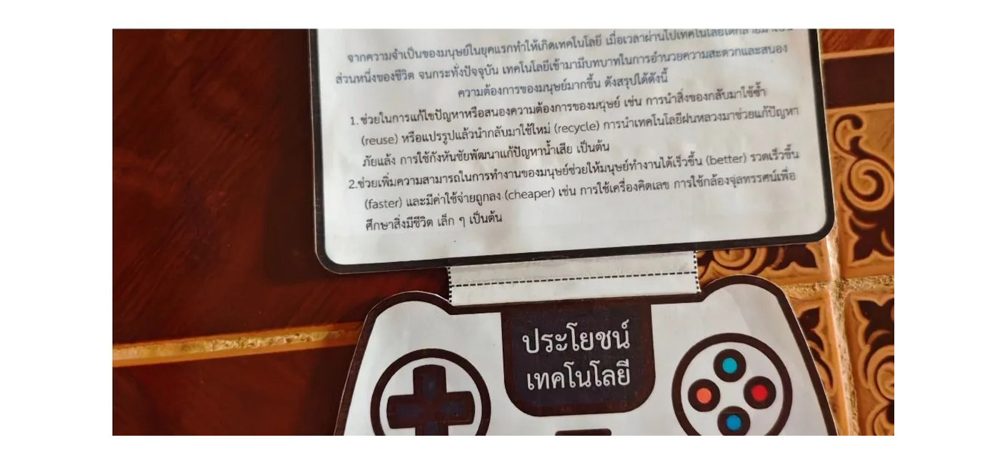 จากความจำเป็นของมนุษย์ในยุคแรกทำให้เกิดเทคโนโลยี เมื่อเวลาผ่านไปเทคโนโลยีได้กลายมาเป็น
ส่วนหนึ่งของชีวิต จนกระทั่งปัจจุบัน เทคโนโลยีเข้ามามีบทบาทในการอำนวยความสะดวกและสนอง
ความต้องการของมนุษย์มากขึ้น ดังสรุปได้ดังนี้
1. ช่วยในการแก้ไขปัญหาหรือสนองความต้องการของมนุษย์ เช่น การนำสิ่งของกลับมาใช้ซ้ำ
(reuse) หรือแปรรูปแล้วนำกลับมาใช้ใหม่ (recycle) การนำเทคโนโลยีฝนหลวงมาช่วยแก้ปัญหา
ภัยแล้ง การใช้กังหันชัยพัฒนาแก้ปัญหาน้ำเสีย เป็นต้น
2.ช่วยเพิ่มความสามารถในการทำงานของมนุษย์ช่วยให้มนุษย์ทำงานได้เร็วขึ้น (better) รวดเร็วขึ้น
(faster) และมีค่าใช้จ่ายถูกลง (cheaper) เช่น การใช้เครื่องคิดเลข การใช้กล้องจุลทรรศน์เพื่อ
ศึกษาสิ่งมีชีวิต เล็ก ๆ เป็นต้น
ประโยชน์
เทคโนโลยี